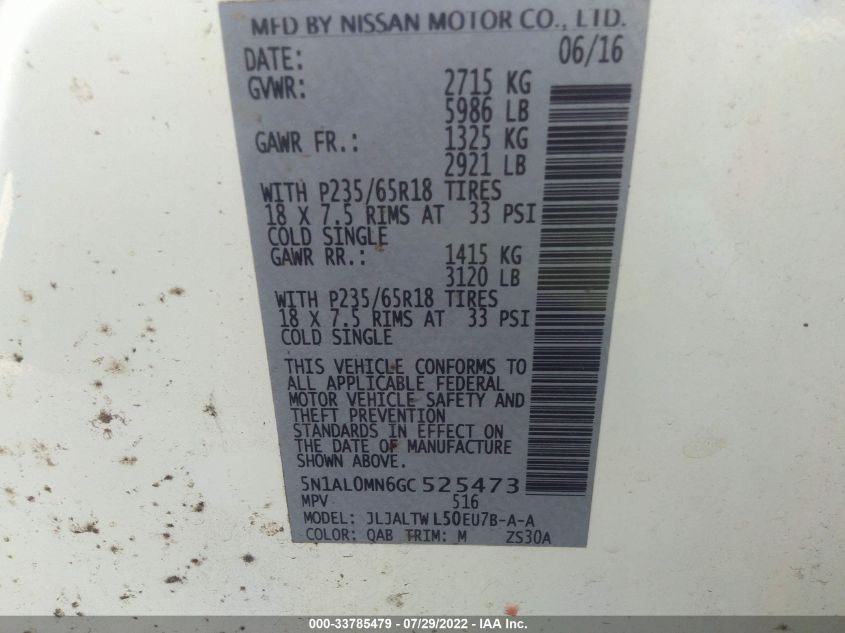 MFD BY NISSAN MOTOR CO., LTD.
DATE: 06/16
GVWR: 2715 KG
5986 LB
GAWR FR.: 1325 KG
2921 LB
WITH P235/65R18 TIRES
18 X 7.5 RIMS AT 33 PSI
COLD SINGLE
GAWR RR.: 1415 KG
3120 LB
WITH P235/65R18 TIRES
18 X 7.5 RIMS AT 33 PSI
COLD SINGLE
THIS VEHICLE CONFORMS TO
ALL APPLICABLE FEDERAL
MOTOR VEHICLE SAFETY AND
THEFT PREVENTION
STANDARDS IN EFFECT ON
THE DATE OF MANUFACTURE
SHOWN ABOVE.
5N1AL0MN6GC525473
MPV 516
MODEL: JLJALTWL50EU7B-A-A
COLOR: QAB TRIM: M ZS30A
000-33785479 - 07/29/2022 - IAA Inc.